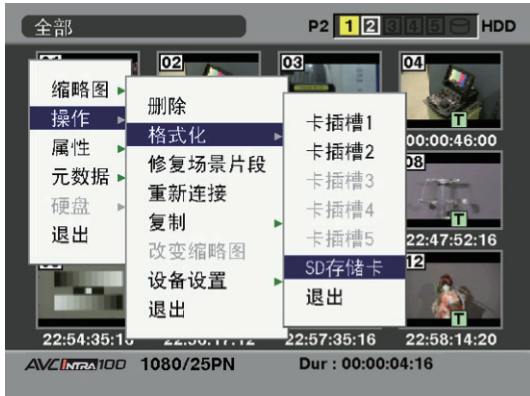 全部 P2 1 2 3 4 5 HDD
02 03 04
缩略图
操作
属性
元数据
硬盘
退出
删除
格式化
修复场景片段
重新连接
复制
改变缩略图
设备设置
退出
卡插槽1
卡插槽2
卡插槽3
卡插槽4
卡插槽5
SD存储卡
退出
T
00:00:46:00
08
T
22:47:52:16
12
T
22:54:35:1
22:57:35:16
22:58:14:20
AVC INTRA 100 1080/25PN Dur : 00:00:04:16